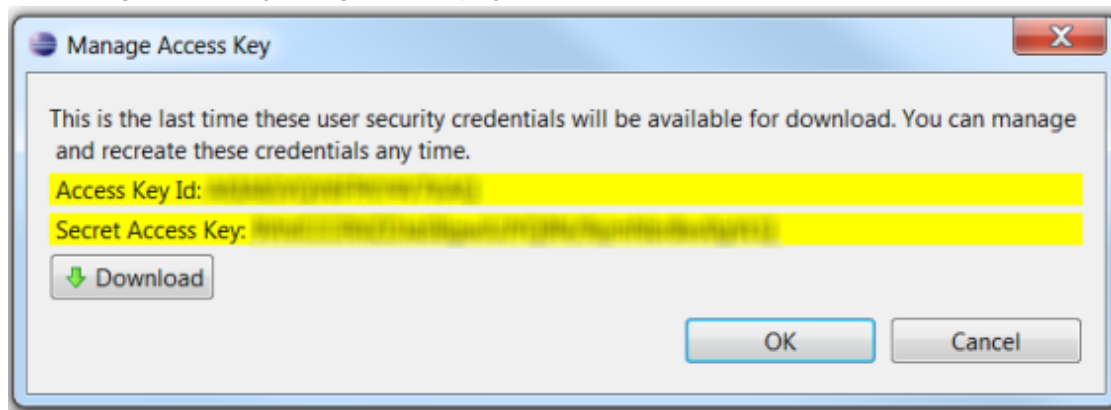 Manage Access Key
This is the last time these user security credentials will be available for download. You can manage
and recreate these credentials any time.
Access Key Id:
Secret Access Key:
Download
OK
Cancel